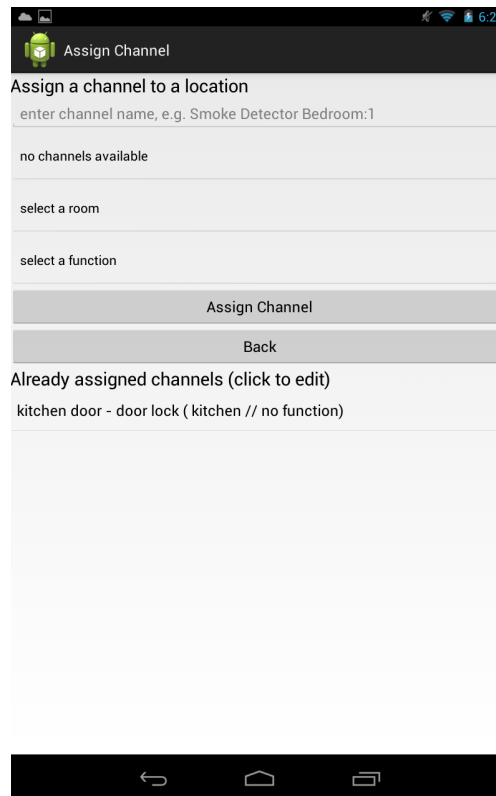 6:2
Assign Channel
Assign a channel to a location
enter channel name, e.g. Smoke Detector Bedroom:1
no channels available
select a room
select a function
Assign Channel
Back
Already assigned channels (click to edit)
kitchen door - door lock ( kitchen // no function)